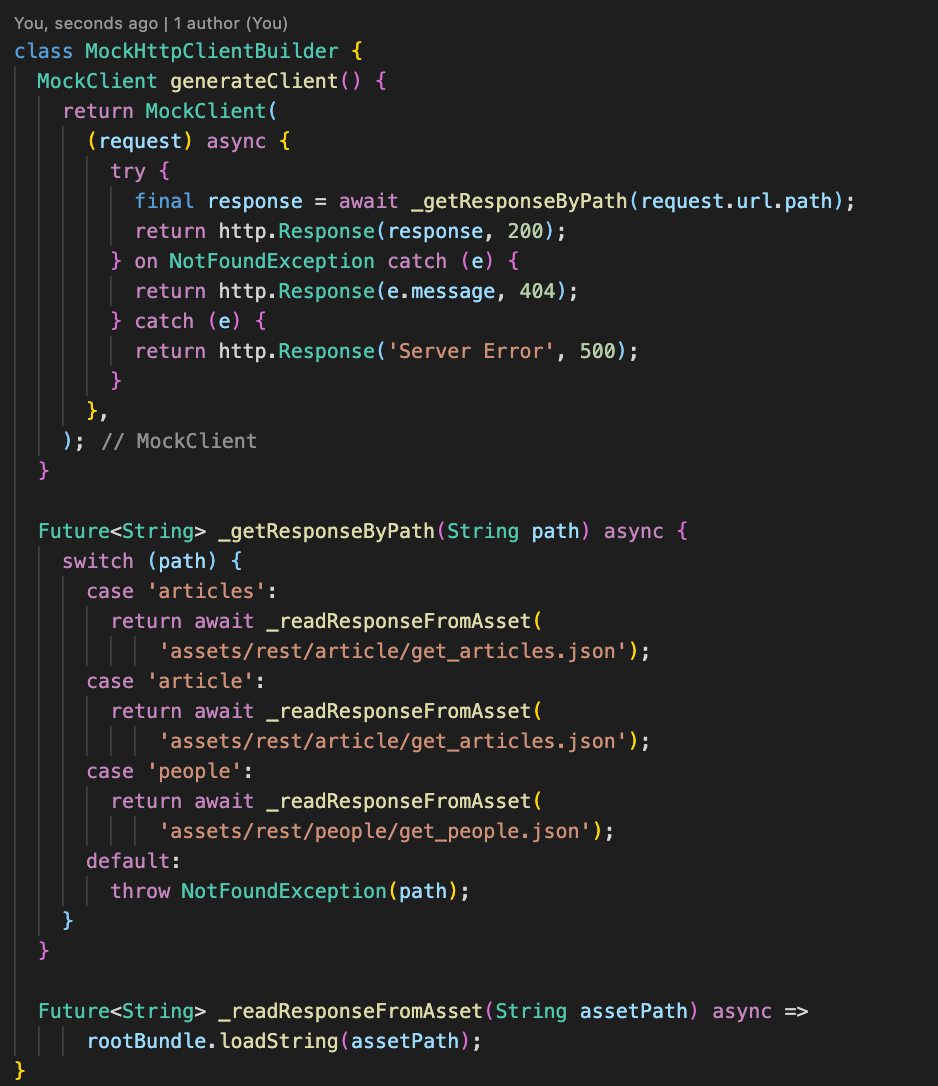 You, seconds ago | 1 author (You)
class MockHttpClientBuilder {
  MockClient generateClient() {
    return MockClient(
      (request) async {
        try {
          final response = await _getResponseByPath(request.url.path);
          return http.Response(response, 200);
        } on NotFoundException catch (e) {
          return http.Response(e.message, 404);
        } catch (e) {
          return http.Response('Server Error', 500);
        }
      },
    ); // MockClient
  }

  Future<String> _getResponseByPath(String path) async {
    switch (path) {
      case 'articles':
        return await _readResponseFromAsset(
            'assets/rest/article/get_articles.json');
      case 'article':
        return await _readResponseFromAsset(
            'assets/rest/article/get_articles.json');
      case 'people':
        return await _readResponseFromAsset(
            'assets/rest/people/get_people.json');
      default:
        throw NotFoundException(path);
    }
  }

  Future<String> _readResponseFromAsset(String assetPath) async =>
      rootBundle.loadString(assetPath);
}